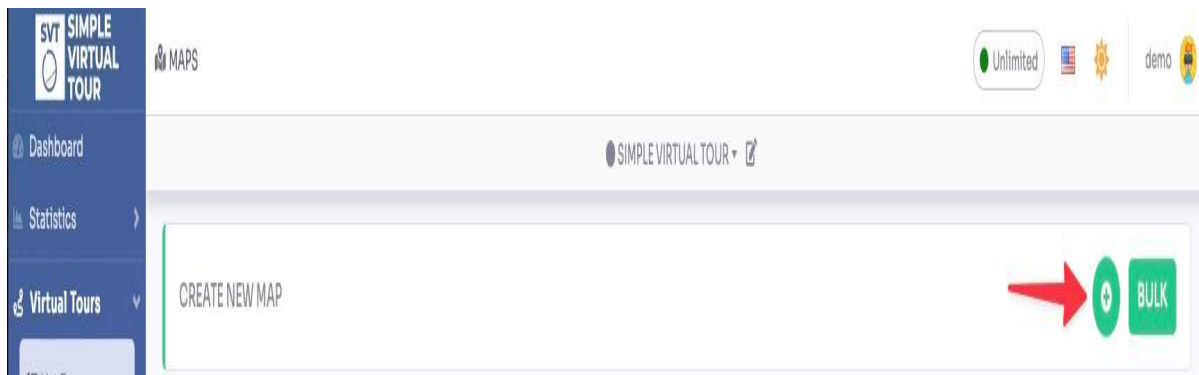 SVT SIMPLE
VIRTUAL
TOUR
MAPS
Unlimited
demo
Dashboard
SIMPLE VIRTUAL TOUR
Statistics
Virtual Tours
CREATE NEW MAP
BULK